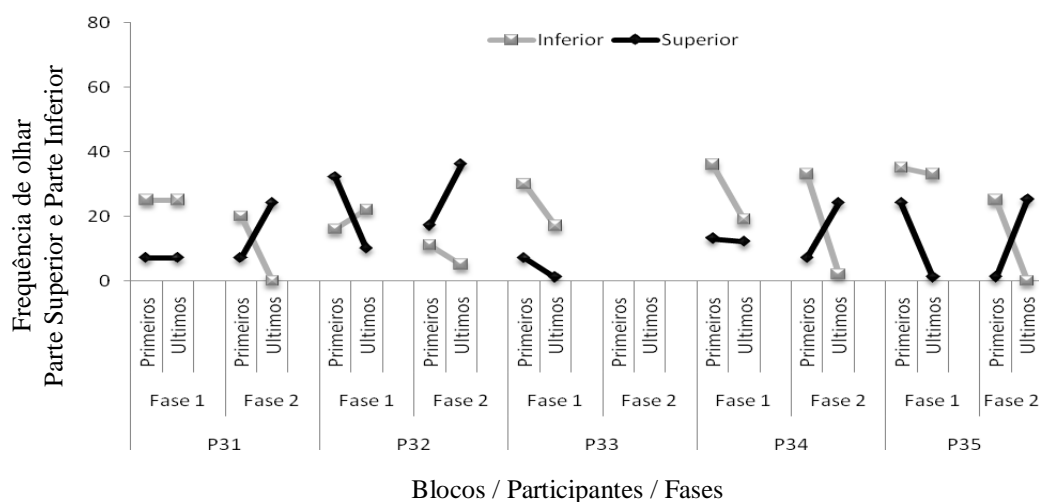 80
60
40
20
0
Inferior Superior
Frequência de olhar
Parte Superior e Parte Inferior
Primeiros Ultimos Primeiros Ultimos Primeiros Ultimos Primeiros Ultimos Primeiros Ultimos Primeiros Ultimos Primeiros Ultimos Primeiros Ultimos Primeiros Ultimos Primeiros Ultimos
Fase 1 Fase 2 Fase 1 Fase 2 Fase 1 Fase 2 Fase 1 Fase 2 Fase 1 Fase 2
P31 P32 P33 P34 P35
Blocos / Participantes / Fases